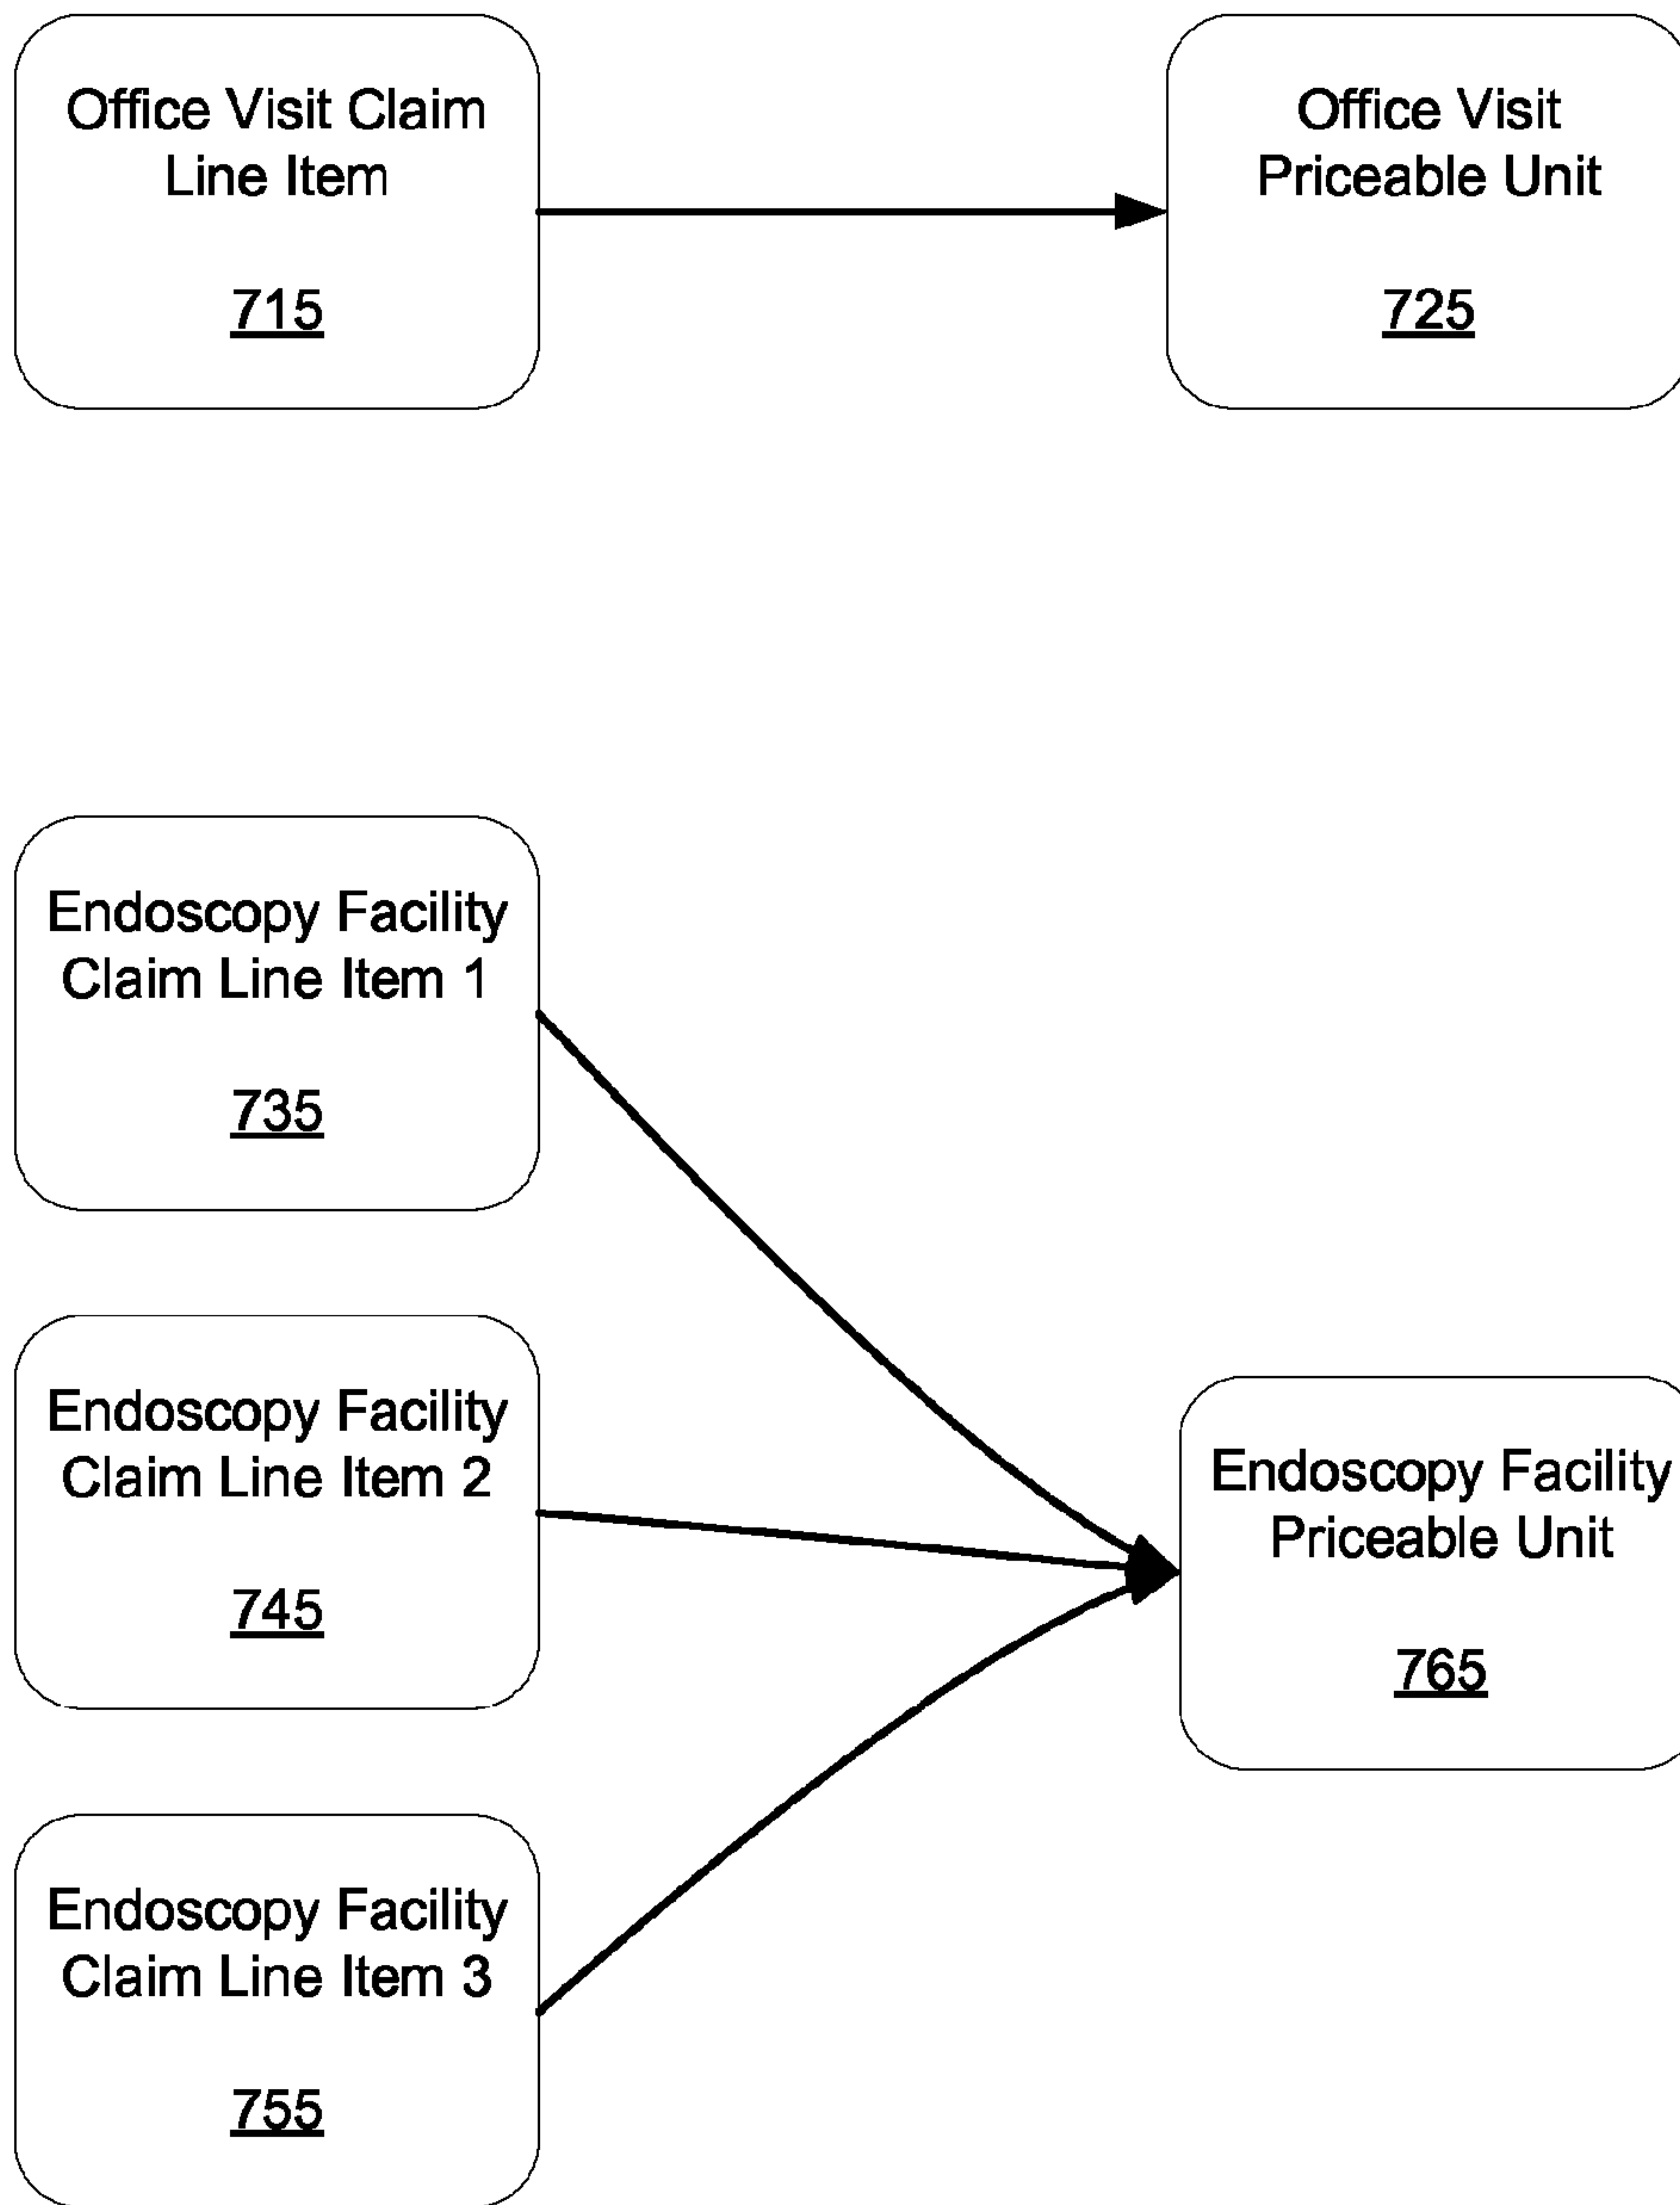 Office Visit Claim
Line Item
715
Office Visit
Priceable Unit
725
Endoscopy Facility
Claim Line Item 1
735
Endoscopy Facility
Claim Line Item 2
745
Endoscopy Facility
Priceable Unit
765
Endoscopy Facility
Claim Line Item 3
755